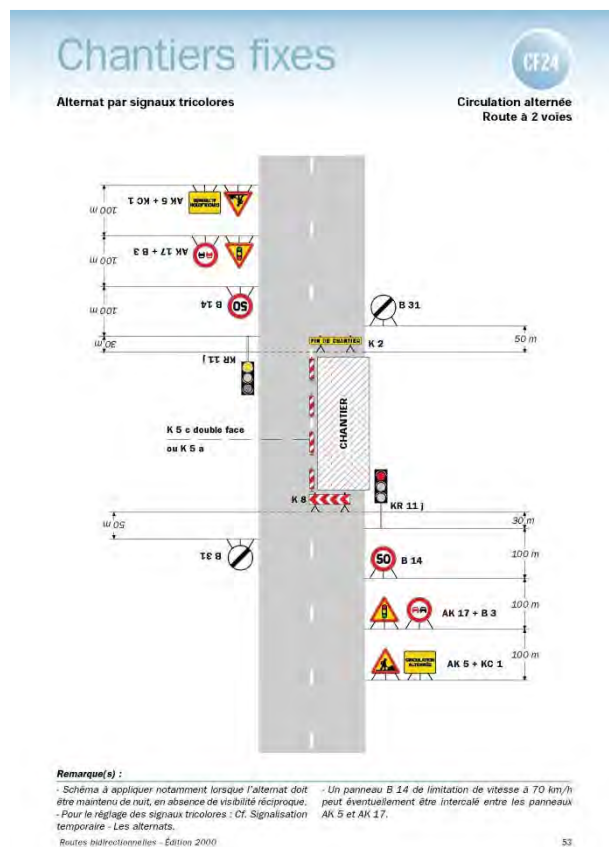 Chantiers fixes
CF24
Alternat par signaux tricolores
Circulation alternée
Route à 2 voies
AK 5 + KC 1
CIRCULATION
ALTERNÉE
100 m
AK 17 + B 3
100 m
B 14
50
100 m
B 31
KR 11 j
30 m
FIN DE CHANTIER
K 2
50 m
K 5 c double face
ou K 5 a
CHANTIER
K 8
KR 11 j
50 m
30 m
B 31
50
B 14
100 m
AK 17 + B 3
100 m
CIRCULATION
ALTERNÉE
AK 5 + KC 1
100 m
Remarque(s) :
- Schéma à appliquer notamment lorsque l'alternat doit
être maintenu de nuit, en absence de visibilité réciproque.
- Pour le réglage des signaux tricolores : Cf. Signalisation
temporaire - Les alternats.
- Un panneau B 14 de limitation de vitesse à 70 km/h
peut éventuellement être intercalé entre les panneaux
AK 5 et AK 17.
Routes bidirectionnelles - Édition 2000
53